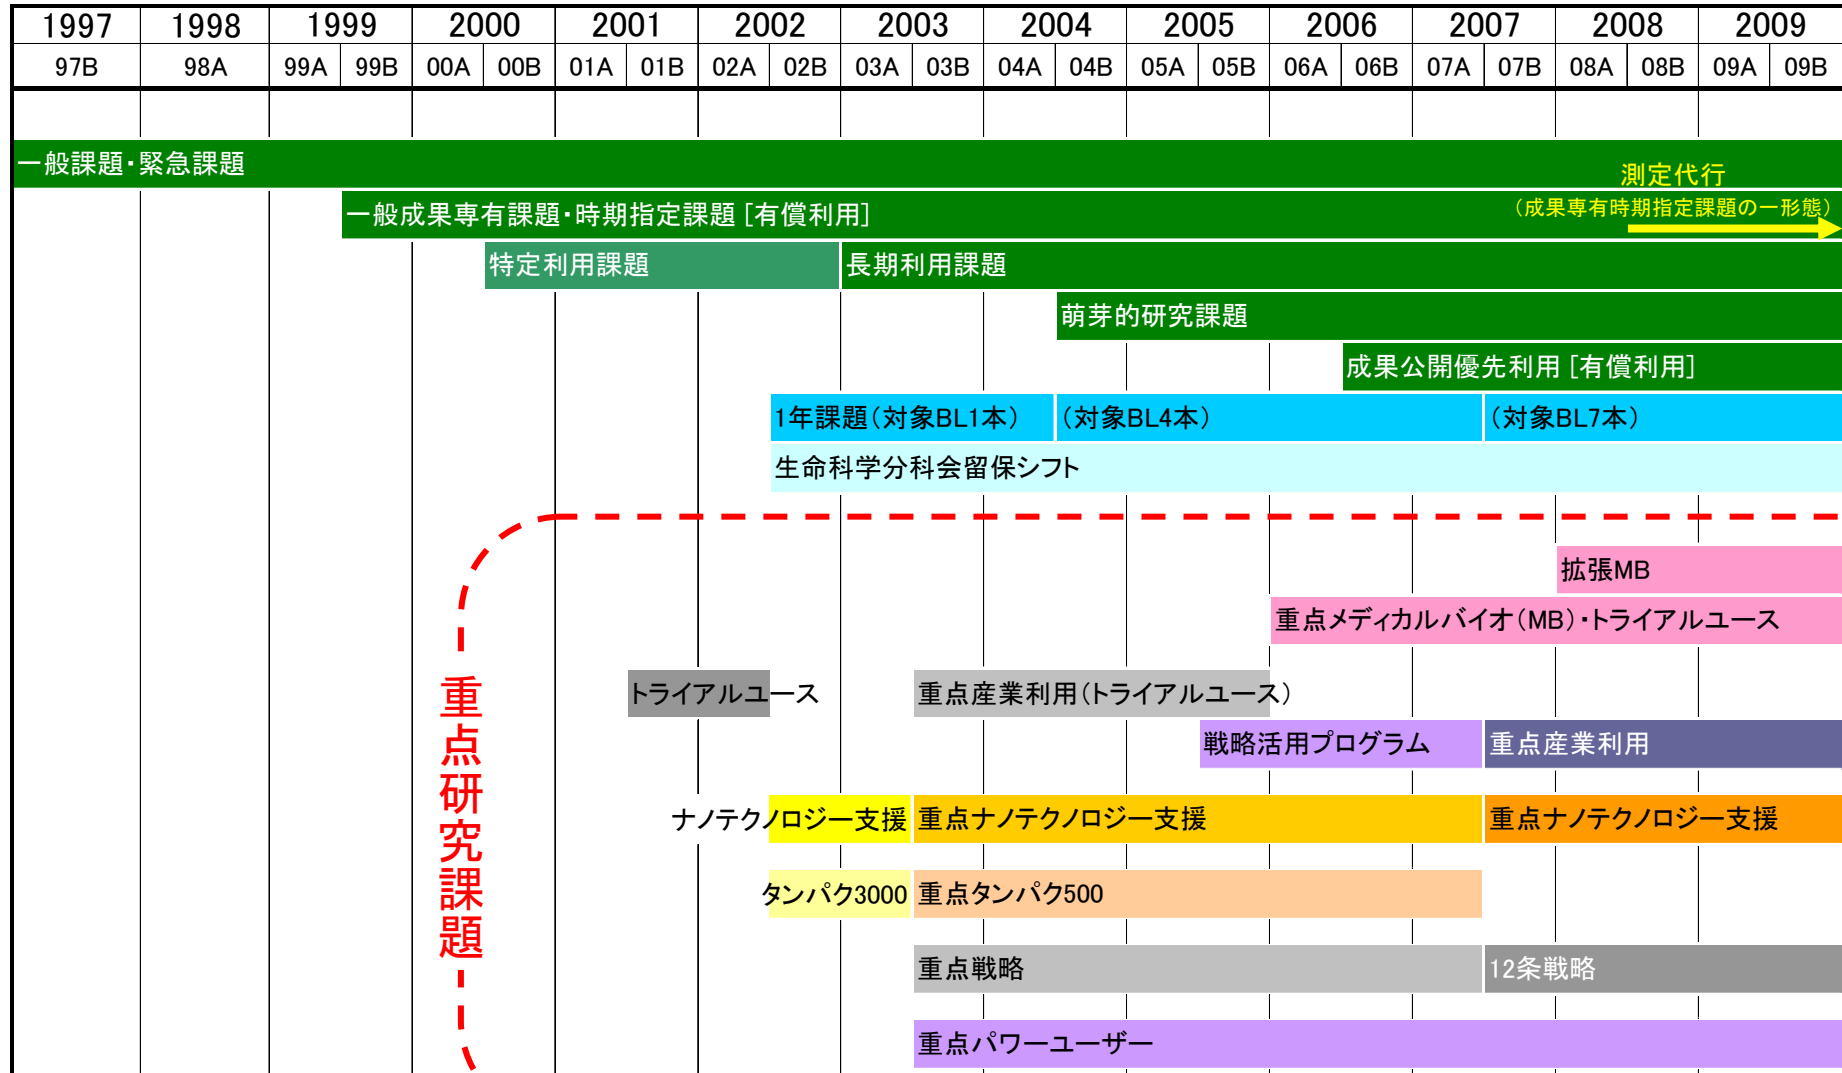 1997 1998 1999 2000 2001 2002 2003 2004 2005 2006 2007 2008 2009
97B 98A 99A 99B 00A 00B 01A 01B 02A 02B 03A 03B 04A 04B 05A 05B 06A 06B 07A 07B 08A 08B 09A 09B
一般課題・緊急課題
測定代行
一般成果専有課題・時期指定課題 [有償利用]
(成果専有時期指定課題の一形態)
特定利用課題 長期利用課題
萌芽的研究課題
成果公開優先利用 [有償利用]
1年課題(対象BL1本) (対象BL4本) (対象BL7本)
生命科学分科会留保シフト
重点研究課題
拡張MB
重点メディカルバイオ(MB)・トライアルユース
トライアルユース 重点産業利用(トライアルユース)
戦略活用プログラム 重点産業利用
ナノテクノロジー支援 重点ナノテクノロジー支援 重点ナノテクノロジー支援
タンパク3000 重点タンパク500
重点戦略 12条戦略
重点パワーユーザー